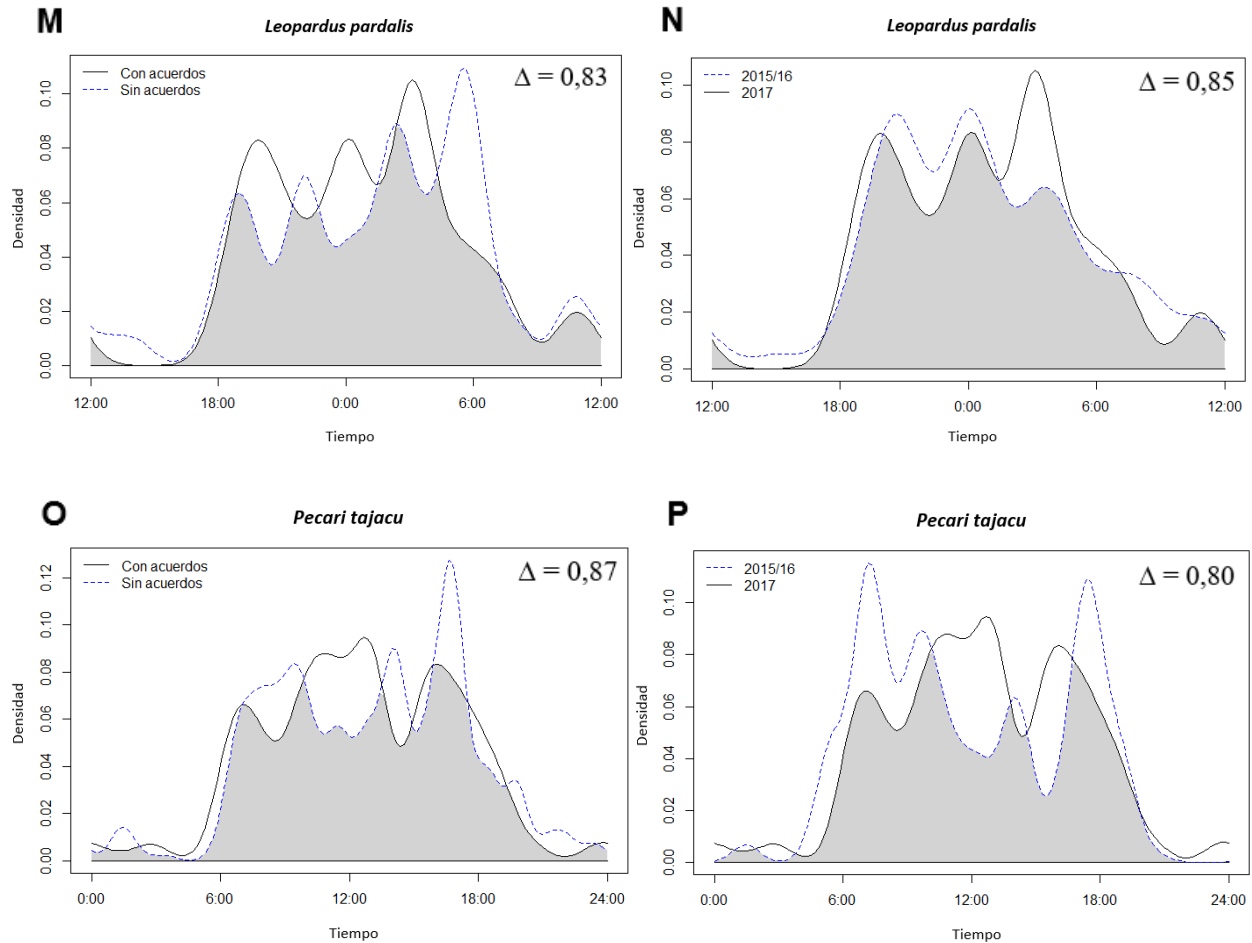 M
Leopardus pardalis
Con acuerdos
Sin acuerdos
Δ = 0,83
Densidad
0.00
0.02
0.04
0.06
0.08
0.10
12:00
18:00
0:00
6:00
12:00
Tiempo
N
Leopardus pardalis
2015/16
2017
Δ = 0,85
Densidad
0.00
0.02
0.04
0.06
0.08
0.10
12:00
18:00
0:00
6:00
12:00
Tiempo
O
Pecari tajacu
Con acuerdos
Sin acuerdos
Δ = 0,87
Densidad
0.00
0.02
0.04
0.06
0.08
0.10
0.12
0:00
6:00
12:00
18:00
24:00
Tiempo
P
Pecari tajacu
2015/16
2017
Δ = 0,80
Densidad
0.00
0.02
0.04
0.06
0.08
0.10
0:00
6:00
12:00
18:00
24:00
Tiempo